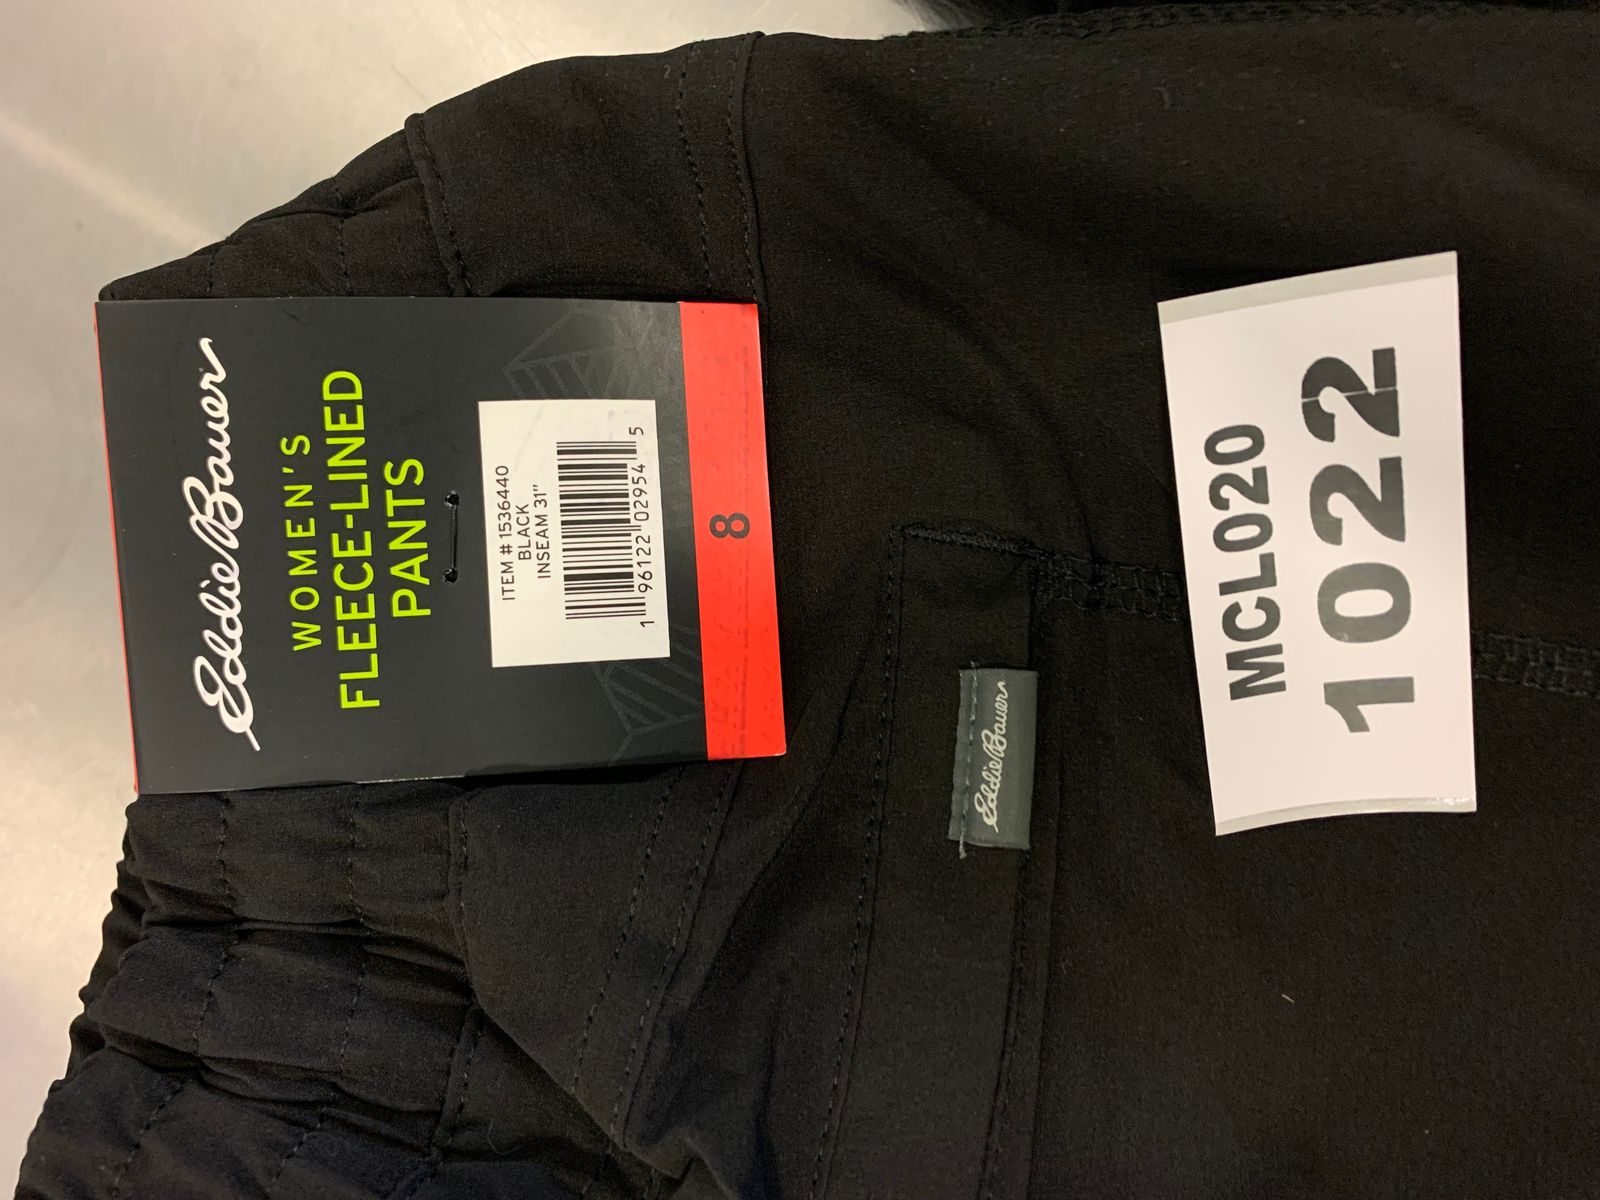 Eddie Bauer
WOMEN'S
FLEECE-LINED
PANTS
ITEM # 1536440
BLACK
INSEAM 31"
1 96122 02954 5
8
Eddie Bauer
MCL020
1022